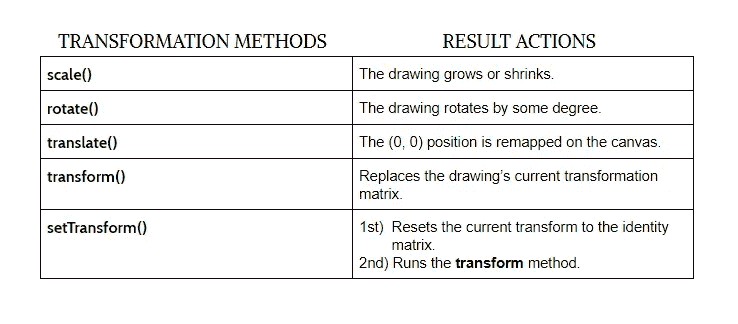 TRANSFORMATION METHODS RESULT ACTIONS
scale() The drawing grows or shrinks.
rotate() The drawing rotates by some degree.
translate() The (0, 0) position is remapped on the canvas.
transform() Replaces the drawing's current transformation
matrix.
setTransform() 1st) Resets the current transform to the identity
matrix.
2nd) Runs the transform method.